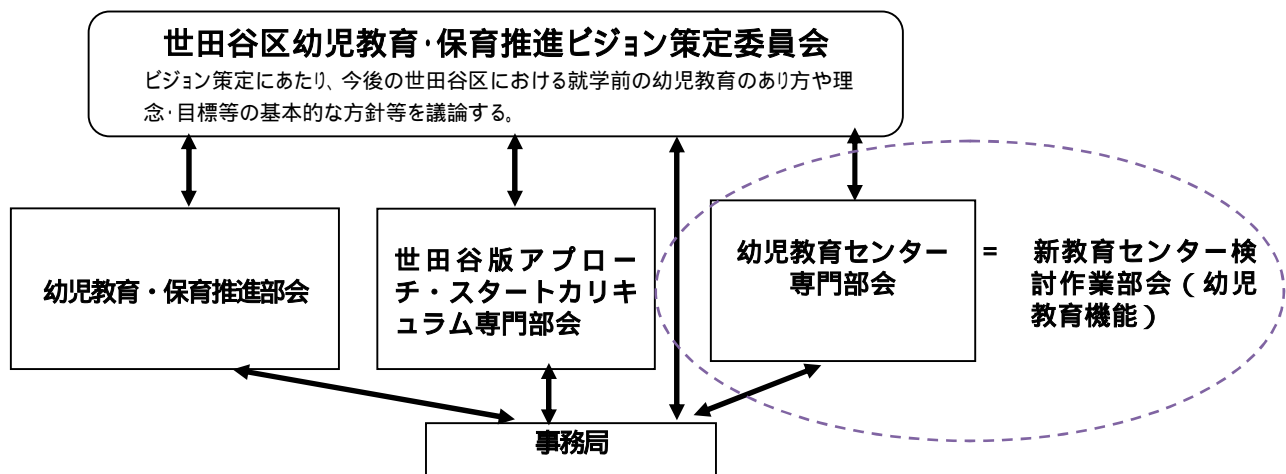 世田谷区幼児教育・保育推進ビジョン策定委員会
ビジョン策定にあたり、今後の世田谷区における就学前の幼児教育のあり方や理
念・目標等の基本的な方針等を議論する。
幼児教育・保育推進部会
世田谷版アプロー
チ・スタートカリキ
ュラム専門部会
幼児教育センター
専門部会
=
新教育センター検
討作業部会(幼児
教育機能)
事務局